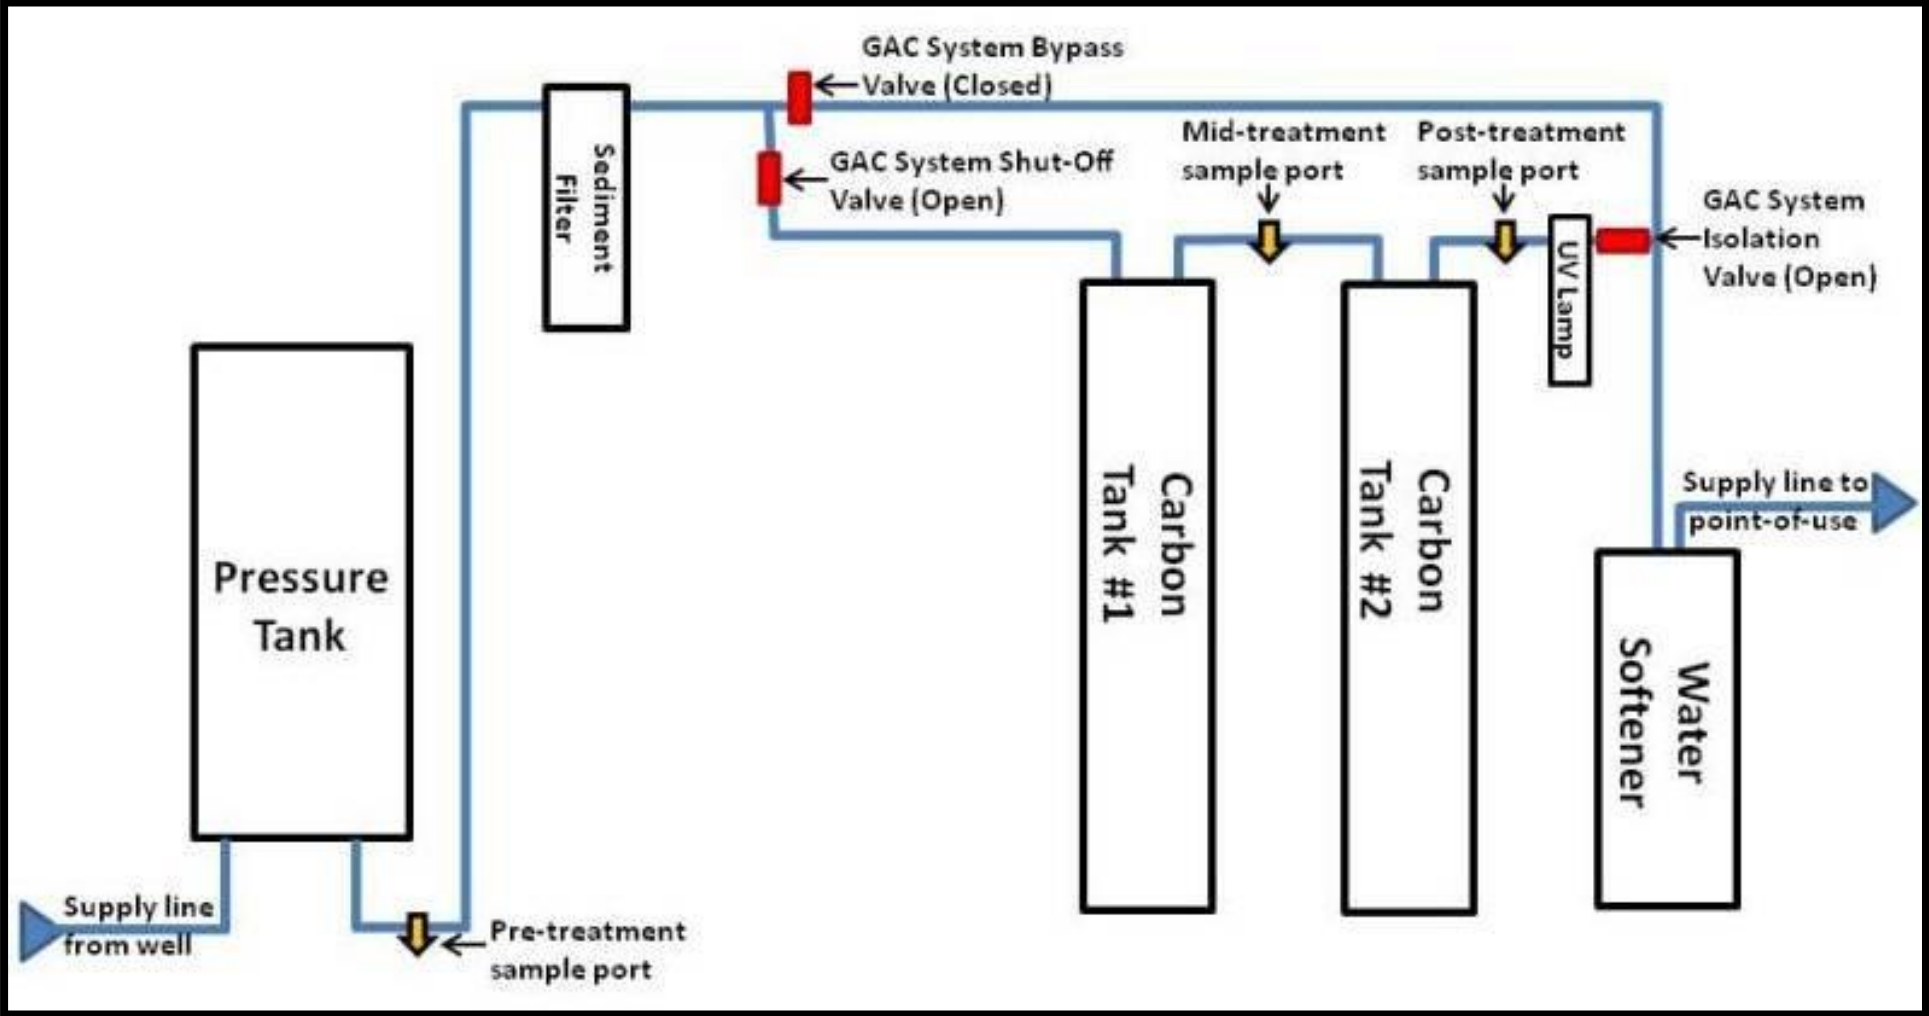 GAC System Bypass
Valve (Closed)
Mid-treatment
sample port
Post-treatment
sample port
GAC System Shut-Off
Valve (Open)
GAC System
Isolation
Valve (Open)
Sediment
Filter
UV Lamp
Pressure
Tank
Carbon
Tank #1
Carbon
Tank #2
Supply line to
point-of-use
Water
Softener
Supply line
from well
Pre-treatment
sample port